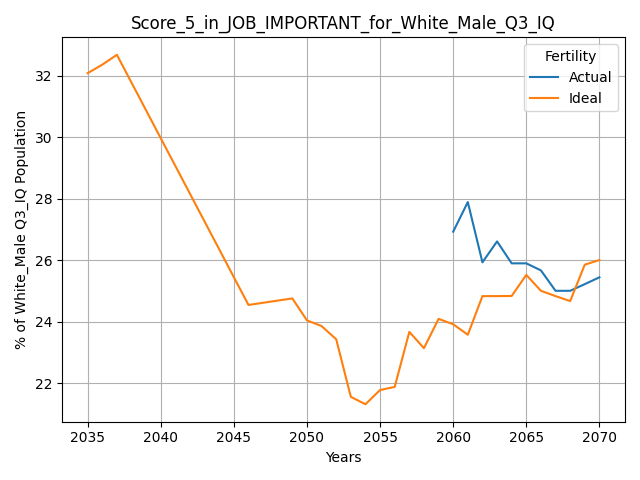 Score_5_in_JOB_IMPORTANT_for_White_Male_Q3_IQ
Fertility
Actual
Ideal
% of White_Male Q3_IQ Population
32
30
28
26
24
22
2035 2040 2045 2050 2055 2060 2065 2070
Years